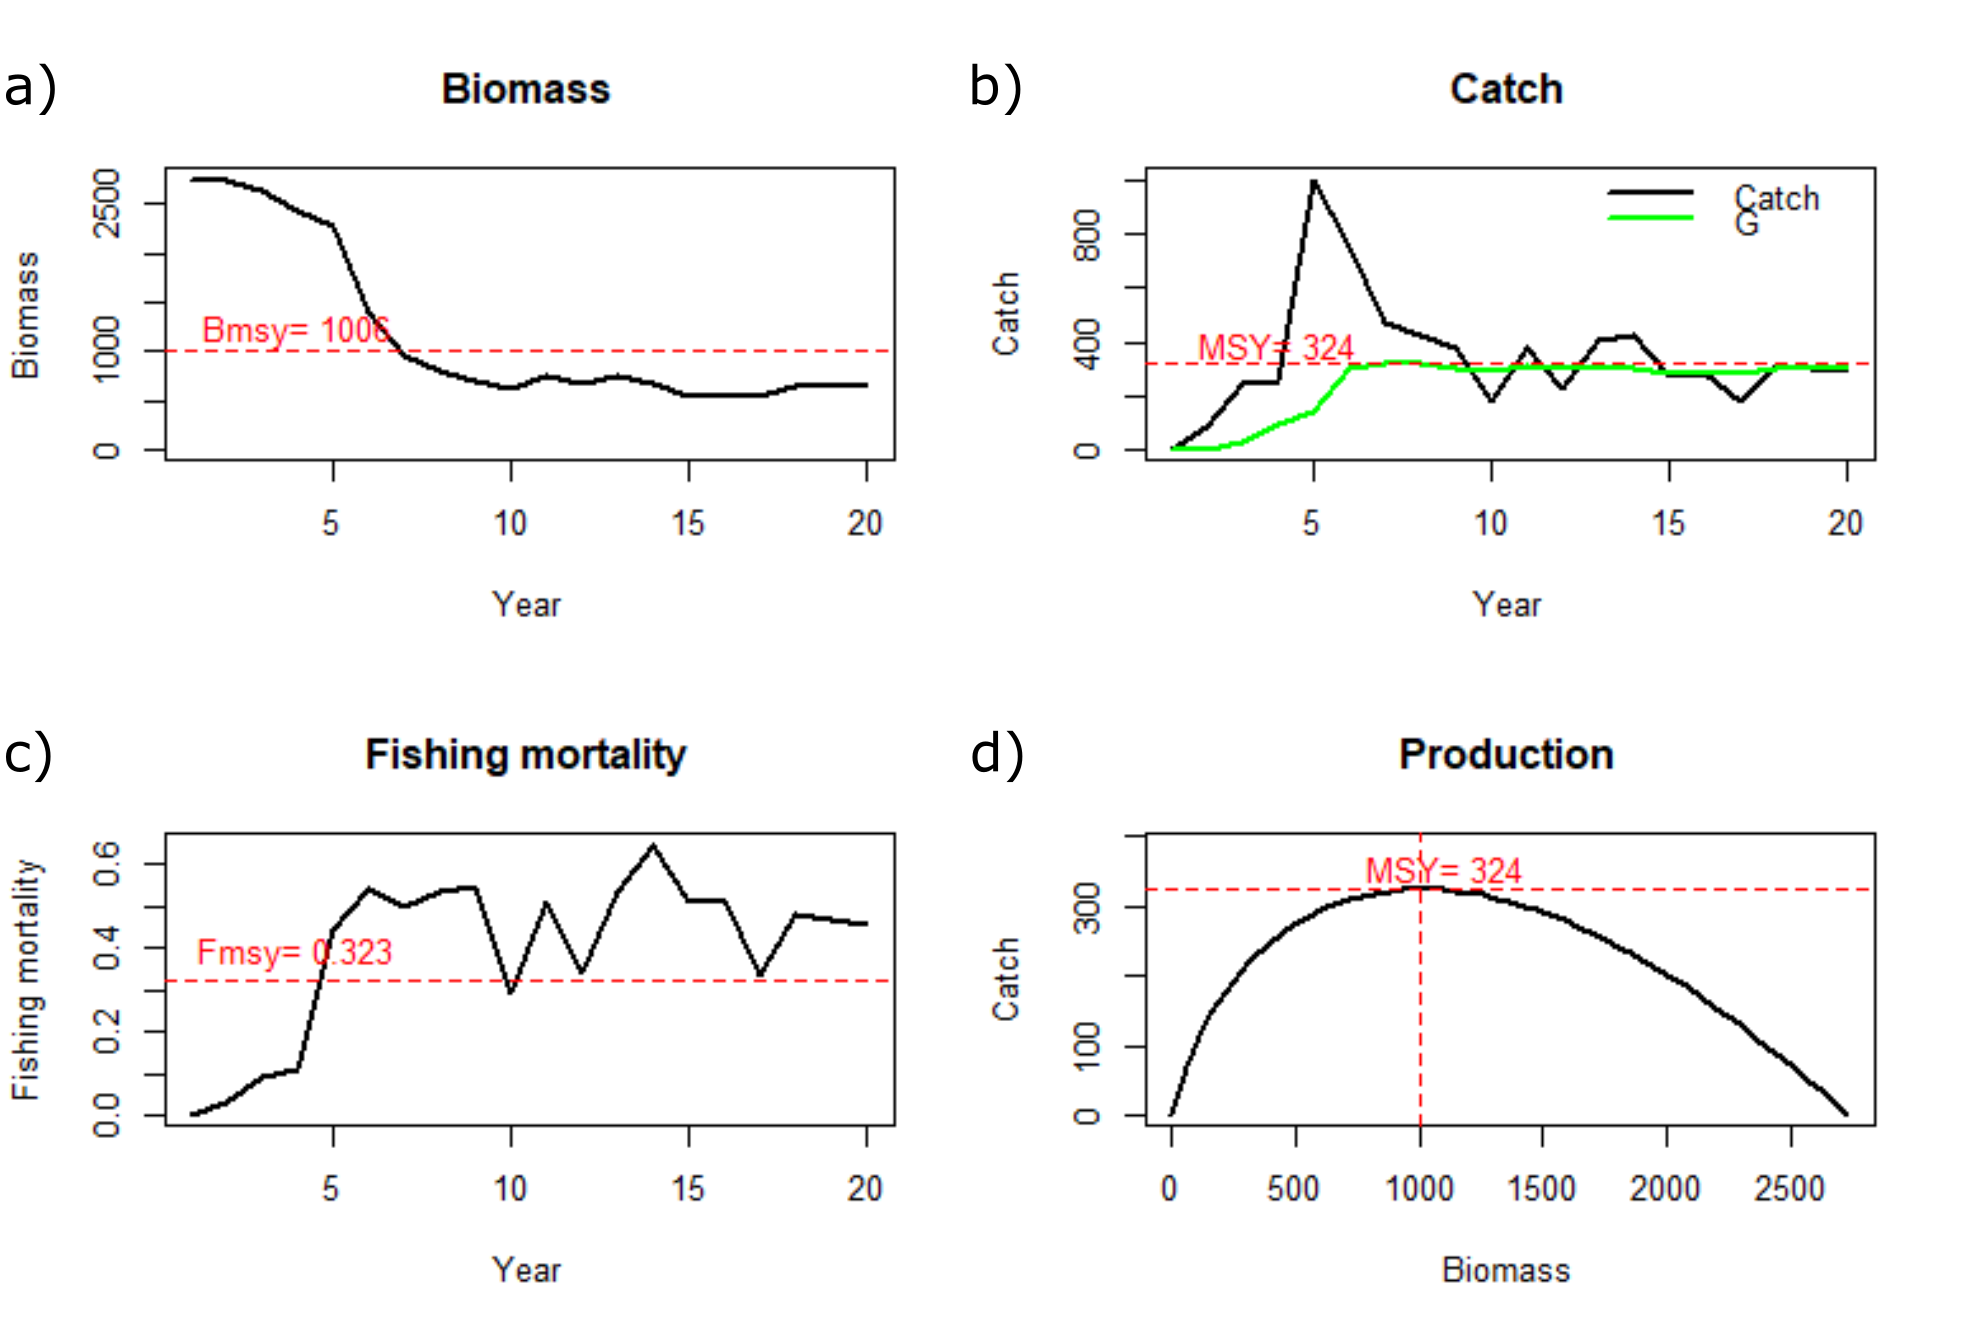 a)
Biomass
Biomass
2500
1000
0
Bmsy= 1006
5 10 15 20
Year
b)
Catch
Catch
800
400
0
Catch
G
MSY= 324
5 10 15 20
Year
c)
Fishing mortality
Fishing mortality
0.6
0.4
0.2
0.0
Fmsy= 0.323
5 10 15 20
Year
d)
Production
Catch
300
100
0
MSY= 324
0 500 1000 1500 2000 2500
Biomass